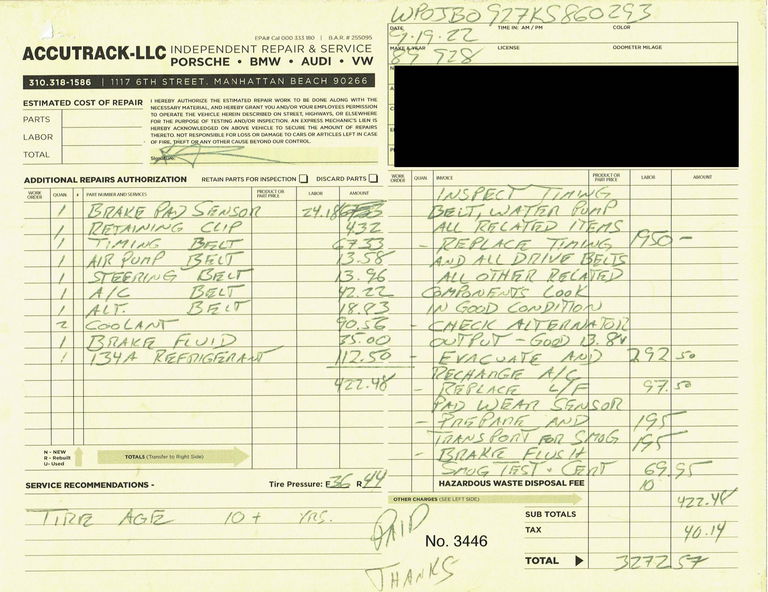 EPA# Cal 000 333 180 | B.A.R. # 255095
ACCUTRACK-LLC INDEPENDENT REPAIR & SERVICE
PORSCHE • BMW • AUDI • VW
310.318-1586 | 1117 6TH STREET. MANHATTAN BEACH 90266
ESTIMATED COST OF REPAIR
PARTS
LABOR
TOTAL
I HEREBY AUTHORIZE THE ESTIMATED REPAIR WORK TO BE DONE ALONG WITH THE
NECESSARY MATERIAL, AND HEREBY GRANT YOU AND/OR YOUR EMPLOYEES PERMISSION
TO OPERATE THE VEHICLE HEREIN DESCRIBED ON STREET, HIGHWAYS, OR ELSEWHERE
FOR THE PURPOSE OF TESTING AND/OR INSPECTION. AN EXPRESS MECHANIC'S LIEN IS
HEREBY ACKNOWLEDGED ON ABOVE VEHICLE TO SECURE THE AMOUNT OF REPAIRS
THERETO. NOT RESPONSIBLE FOR LOSS OR DAMAGE TO CARS OR ARTICLES LEFT IN CASE
OF FIRE, THEFT OR ANY OTHER CAUSE BEYOND OUR CONTROL.
Signature:
ADDITIONAL REPAIRS AUTHORIZATION RETAIN PARTS FOR INSPECTION DISCARD PARTS
WORK ORDER QUAN. # PART NUMBER AND SERVICES PRODUCT OR PART PRICE LABOR AMOUNT
1 BRAKE PAD SENSOR 24.18
1 RETAINING CLIP 4.32
1 TIMING BELT 67.33
1 AIR PUMP BELT 13.58
1 STEERING BELT 13.96
1 A/C BELT 42.22
1 ALT. BELT 18.83
2 COOLANT 90.56
1 BRAKE FLUID 35.00
1 134A REFRIGERANT 112.50
422.48
N - NEW
R - Rebuilt
U - Used
TOTALS (Transfer to Right Side)
SERVICE RECOMMENDATIONS - Tire Pressure: F 36 R 44
TIRE AGE 10+ YRS.
WPOJBO927KS860293
DATE TIME IN: AM / PM COLOR
7.19.22
MAKE & YEAR LICENSE ODOMETER MILAGE
89 928
WORK ORDER QUAN. INVOICE PRODUCT OR PART PRICE LABOR AMOUNT
INSPECT TIMING
BELT, WATER PUMP
ALL RELATED ITEMS
- REPLACE TIMING 1950 -
AND ALL DRIVE BELTS
ALL OTHER RELATED
COMPONENTS LOOK
IN GOOD CONDITION
- CHECK ALTERNATOR
OUTPUT - GOOD 13.8V
- EVACUATE AND 292 50
RECHARGE A/C
- REPLACE L/F 97.50
PAD WEAR SENSOR
- PREPARE AND 195
TRANSPORT FOR SMOG 195
- BRAKE FLUSH
SMOG TEST + CERT 69.95
HAZARDOUS WASTE DISPOSAL FEE 10
OTHER CHARGES (SEE LEFT SIDE)
422.48
SUB TOTALS
TAX 40.14
TOTAL 3272 57
PAID
No. 3446
THANKS